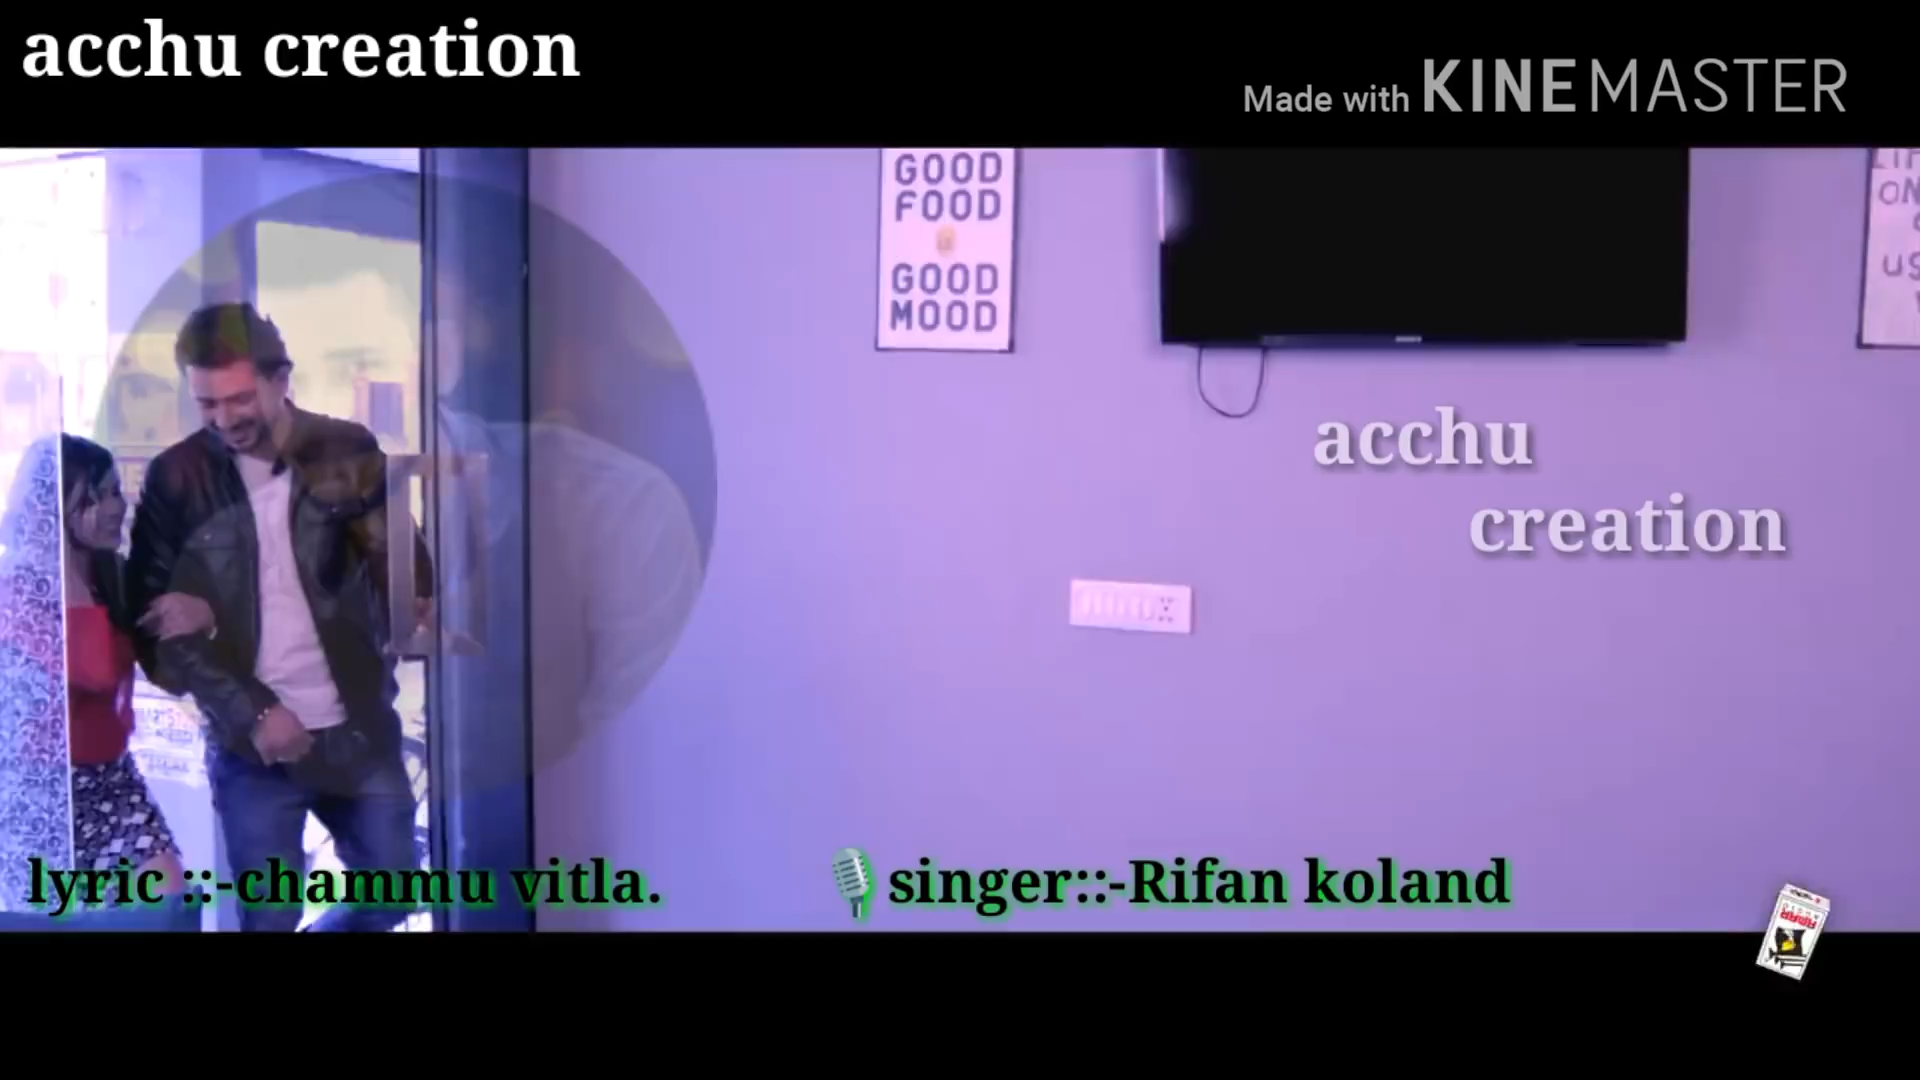 acchu creation
Made with KINEMASTER
GOOD
FOOD
GOOD
MOOD
acchu
creation
lyric ::-chammu vitla.
singer::-Rifan koland